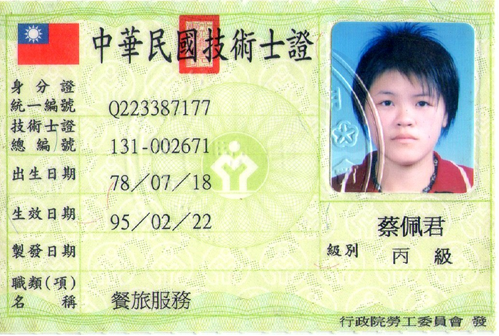 中華民國技術士證
身分證
統一編號 Q223387177
技術士證
總編號 131-002671
出生日期 78/07/18
生效日期 95/02/22
製發日期
職類(項)
名稱 餐旅服務
蔡佩君
級別 丙級
行政院勞工委員會 發